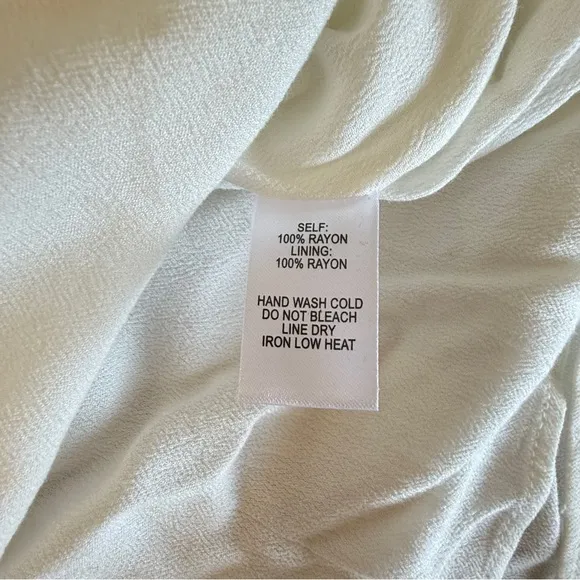 SELF:
100% RAYON
LINING:
100% RAYON
HAND WASH COLD
DO NOT BLEACH
LINE DRY
IRON LOW HEAT